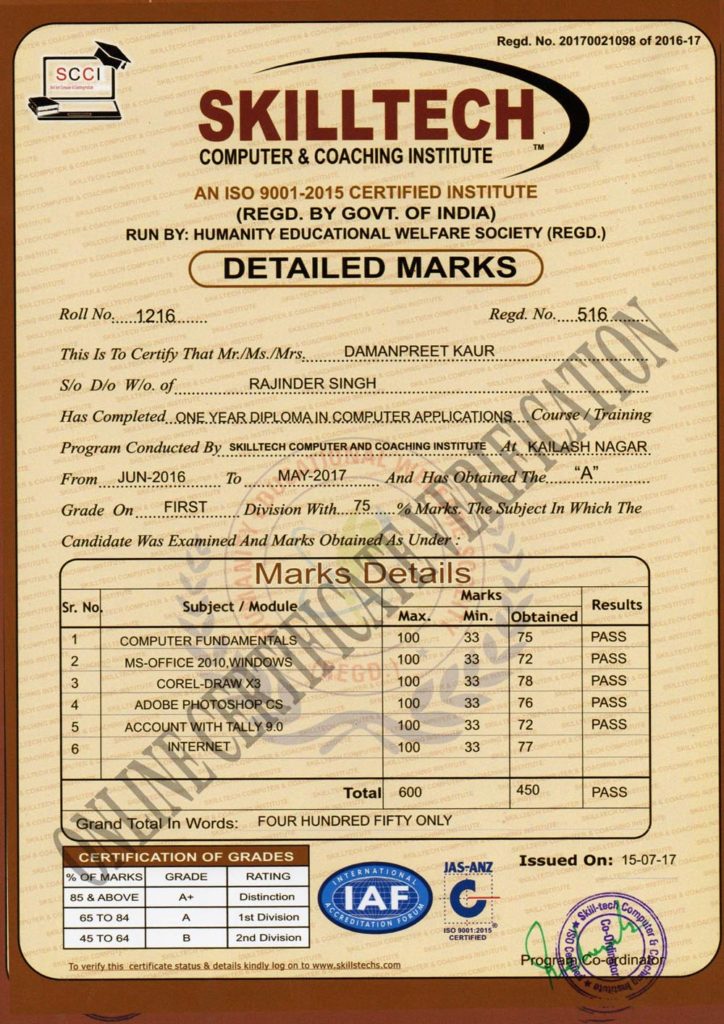 Regd. No. 20170021098 of 2016-17
SCCI
SKILLTECH™
COMPUTER & COACHING INSTITUTE
AN ISO 9001-2015 CERTIFIED INSTITUTE
(REGD. BY GOVT. OF INDIA)
RUN BY: HUMANITY EDUCATIONAL WELFARE SOCIETY (REGD.)
DETAILED MARKS
Roll No. 1216 Regd. No. 516
This Is To Certify That Mr./Ms./Mrs. DAMANPREET KAUR
S/o D/o W/o. of RAJINDER SINGH
Has Completed ONE YEAR DIPLOMA IN COMPUTER APPLICATIONS Course / Training
Program Conducted By SKILLTECH COMPUTER AND COACHING INSTITUTE At KAILASH NAGAR
From JUN-2016 To MAY-2017 And Has Obtained The "A"
Grade On FIRST Division With 75 % Marks. The Subject In Which The
Candidate Was Examined And Marks Obtained As Under :
Marks Details
Sr. No. Subject / Module Marks Results
Max. Min. Obtained
1 COMPUTER FUNDAMENTALS 100 33 75 PASS
2 MS-OFFICE 2010,WINDOWS 100 33 72 PASS
3 COREL-DRAW X3 100 33 78 PASS
4 ADOBE PHOTOSHOP CS 100 33 76 PASS
5 ACCOUNT WITH TALLY 9.0 100 33 72 PASS
6 INTERNET 100 33 77
Total 600 450 PASS
Grand Total In Words: FOUR HUNDRED FIFTY ONLY
ONLINE CERTIFICATE VERIFICATION
CERTIFICATION OF GRADES
% OF MARKS GRADE RATING
85 & ABOVE A+ Distinction
65 TO 84 A 1st Division
45 TO 64 B 2nd Division
INTERNATIONAL
IAF
ACCREDITATION FORUM
JAS-ANZ
ISO 9001:2015
CERTIFIED
Issued On: 15-07-17
Skill-tech Computer & Coaching Institute
Co-Ordinator
Program Co-ordinator
To verify this certificate status & details kindly log on to www.skillstechs.com